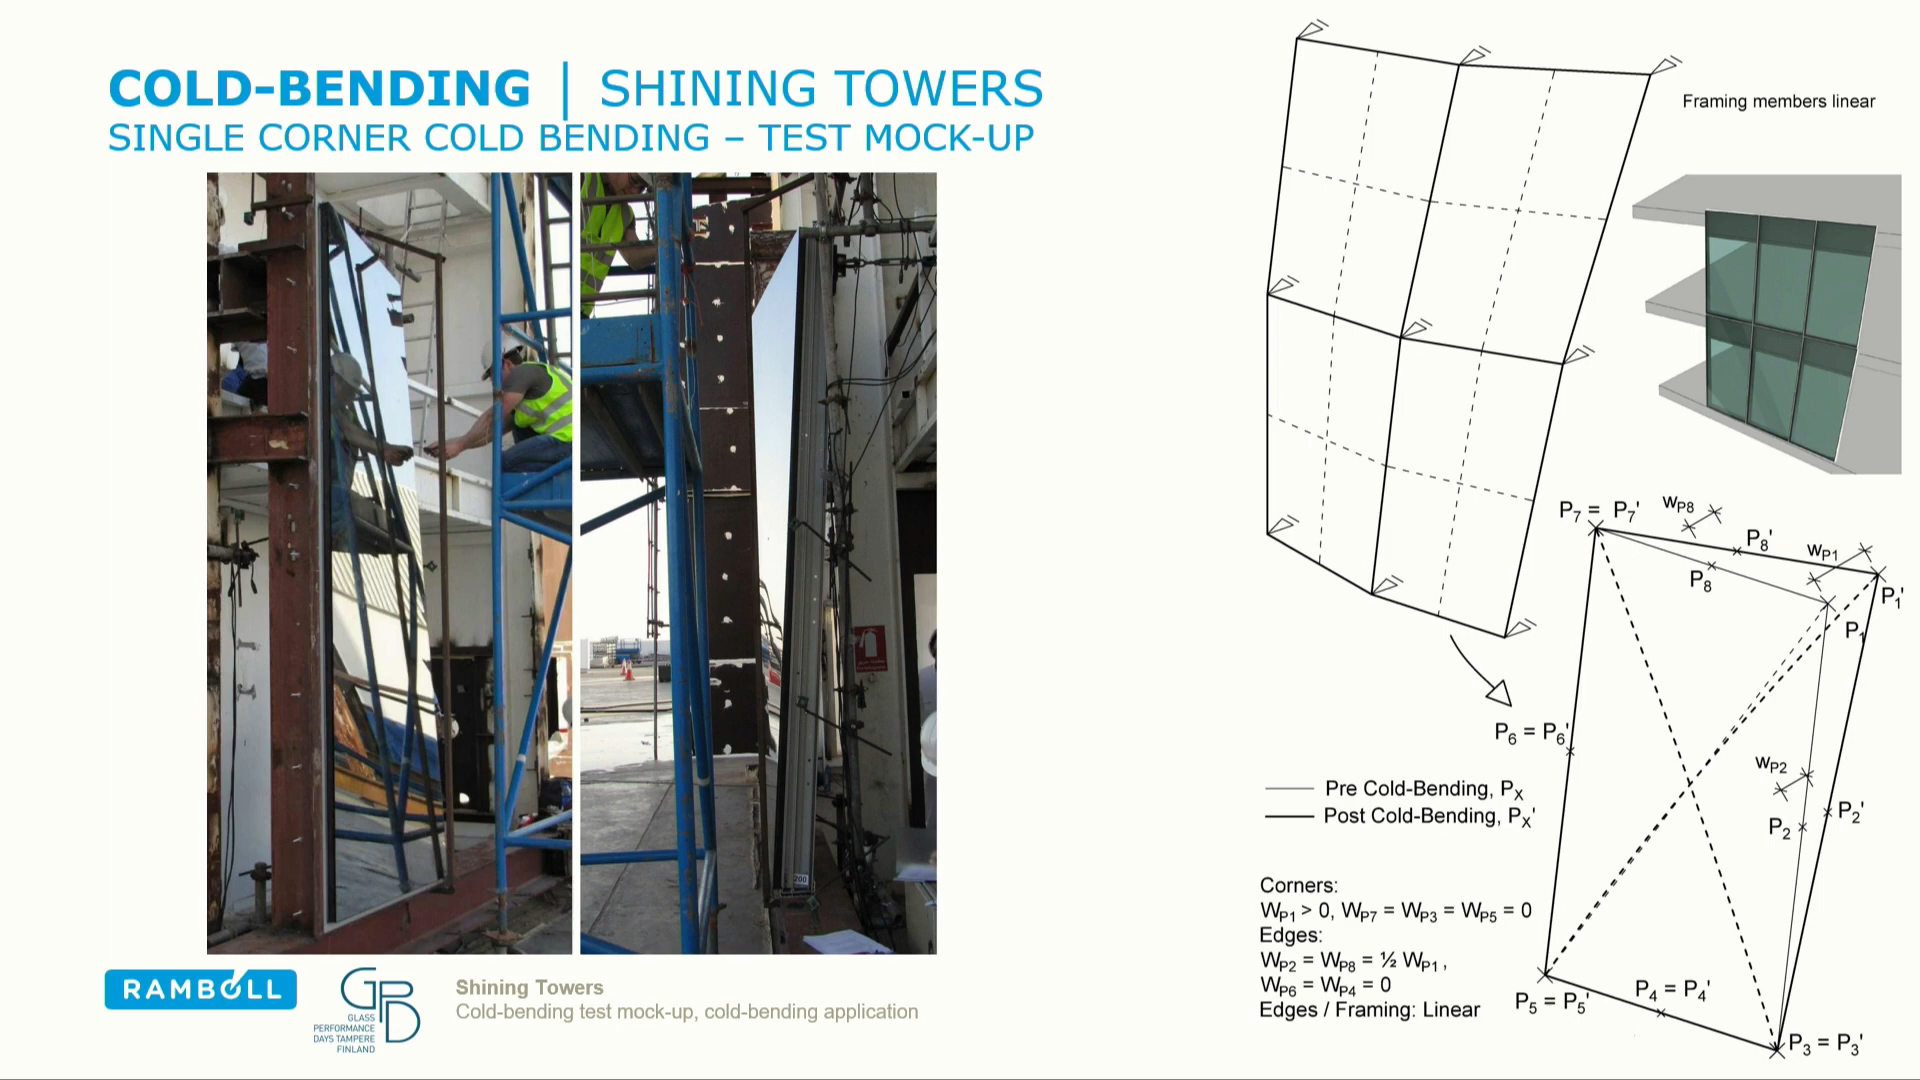 COLD-BENDING | SHINING TOWERS
SINGLE CORNER COLD BENDING – TEST MOCK-UP
Framing members linear
200
P7 = P7'
WP8
P8'
WP1
P8
P1'
P1
P6 = P6'
WP2
P2'
P2
Pre Cold-Bending, PX
Post Cold-Bending, PX'
Corners:
WP1 > 0, WP7 = WP3 = WP5 = 0
Edges:
WP2 = WP8 = ½ WP1 ,
WP6 = WP4 = 0
Edges / Framing: Linear
P5 = P5'
P4 = P4'
P3 = P3'
RAMBOLL
GPD
GLASS
PERFORMANCE
DAYS TAMPERE
FINLAND
Shining Towers
Cold-bending test mock-up, cold-bending application